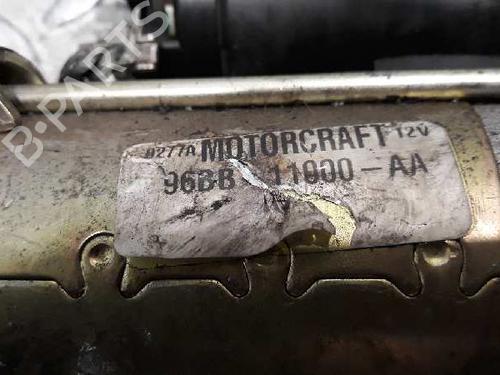 B-PARTS
0277A MOTORCRAFT 12V
96BB 11000-AA